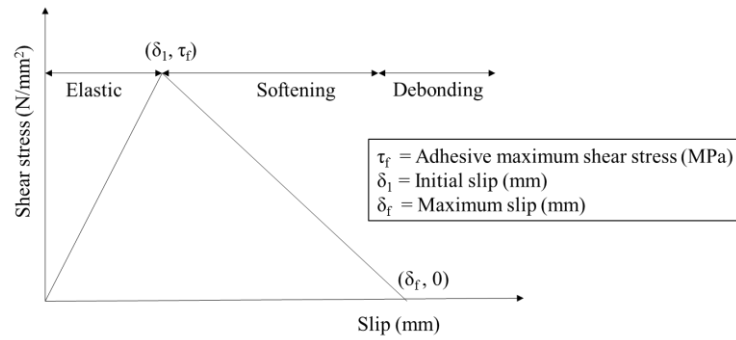 (δ₁, τf)
Elastic
Softening
Debonding
Shear stress (N/mm²)
τf = Adhesive maximum shear stress (MPa)
δ₁ = Initial slip (mm)
δf = Maximum slip (mm)
(δf, 0)
Slip (mm)